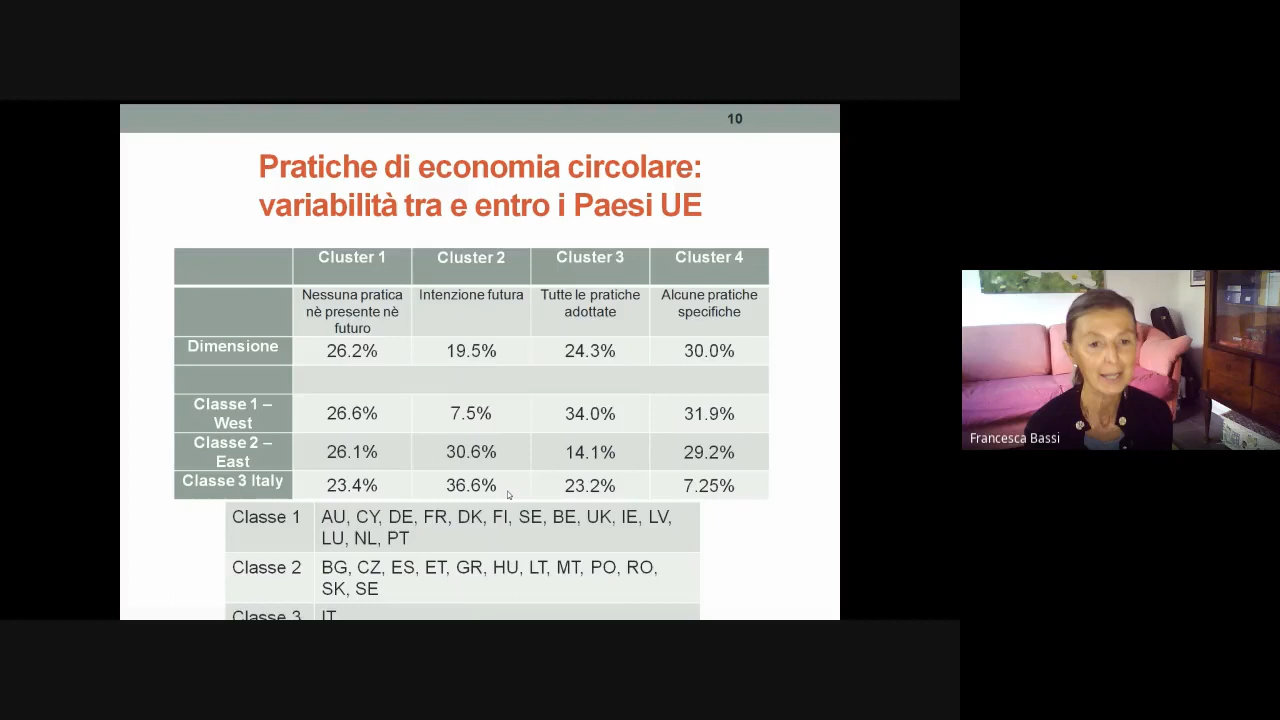 10
Pratiche di economia circolare:
variabilità tra e entro i Paesi UE
Cluster 1 Cluster 2 Cluster 3 Cluster 4
Nessuna pratica nè presente nè futuro Intenzione futura Tutte le pratiche adottate Alcune pratiche specifiche
Dimensione 26.2% 19.5% 24.3% 30.0%
Classe 1 – West 26.6% 7.5% 34.0% 31.9%
Classe 2 – East 26.1% 30.6% 14.1% 29.2%
Classe 3 Italy 23.4% 36.6% 23.2% 7.25%
Classe 1 AU, CY, DE, FR, DK, FI, SE, BE, UK, IE, LV,
LU, NL, PT
Classe 2 BG, CZ, ES, ET, GR, HU, LT, MT, PO, RO,
SK, SE
Classe 3 IT
Francesca Bassi